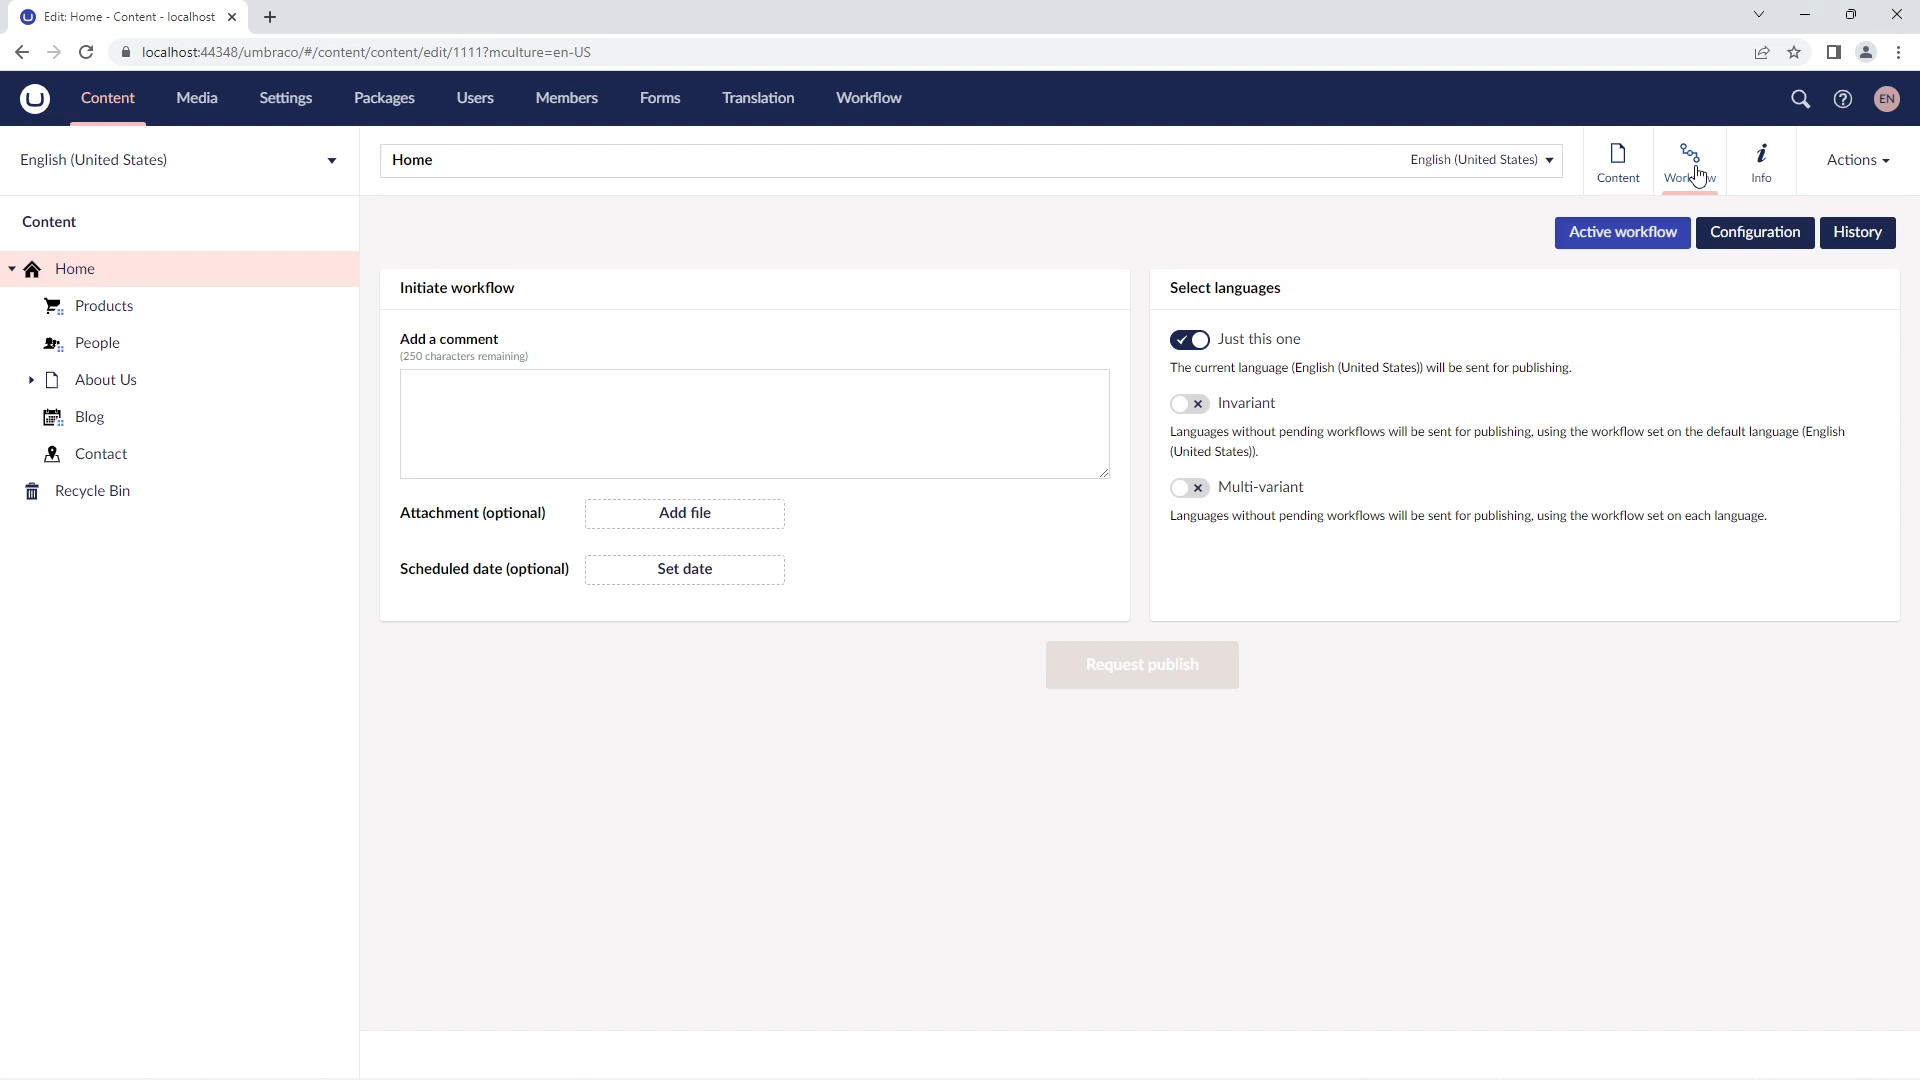 Edit: Home - Content - localhost
localhost:44348/umbraco/#/content/content/edit/1111?mculture=en-US
Content Media Settings Packages Users Members Forms Translation Workflow EN
English (United States)
Home English (United States)
Content
Info
Actions
Content
Active workflow Configuration History
Home
Products
People
About Us
Blog
Contact
Recycle Bin
Initiate workflow
Add a comment
(250 characters remaining)
Attachment (optional) Add file
Scheduled date (optional) Set date
Select languages
Just this one
The current language (English (United States)) will be sent for publishing.
Invariant
Languages without pending workflows will be sent for publishing, using the workflow set on the default language (English
(United States)).
Multi-variant
Languages without pending workflows will be sent for publishing, using the workflow set on each language.
Request publish